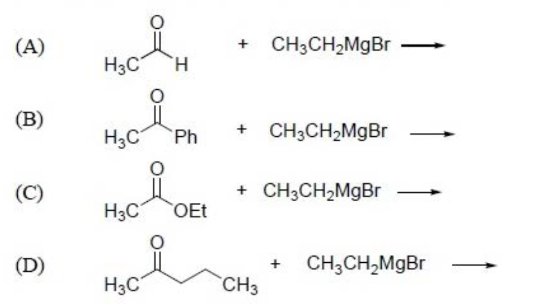 O
(A) H₃C H + CH₃CH₂MgBr
O
(B) H₃C Ph + CH₃CH₂MgBr
O
(C) H₃C OEt + CH₃CH₂MgBr
O
(D) H₃C CH₃ + CH₃CH₂MgBr